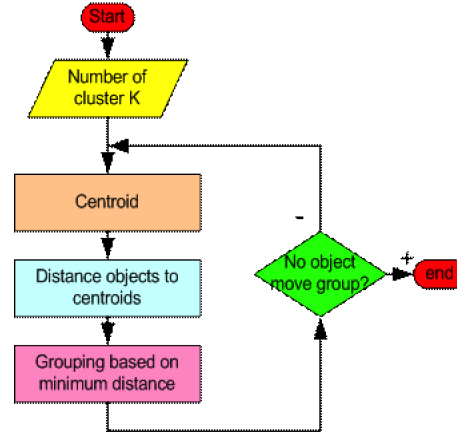 Start
Number of
cluster K
Centroid
Distance objects to
centroids
Grouping based on
minimum distance
-
No object
move group?
+
end